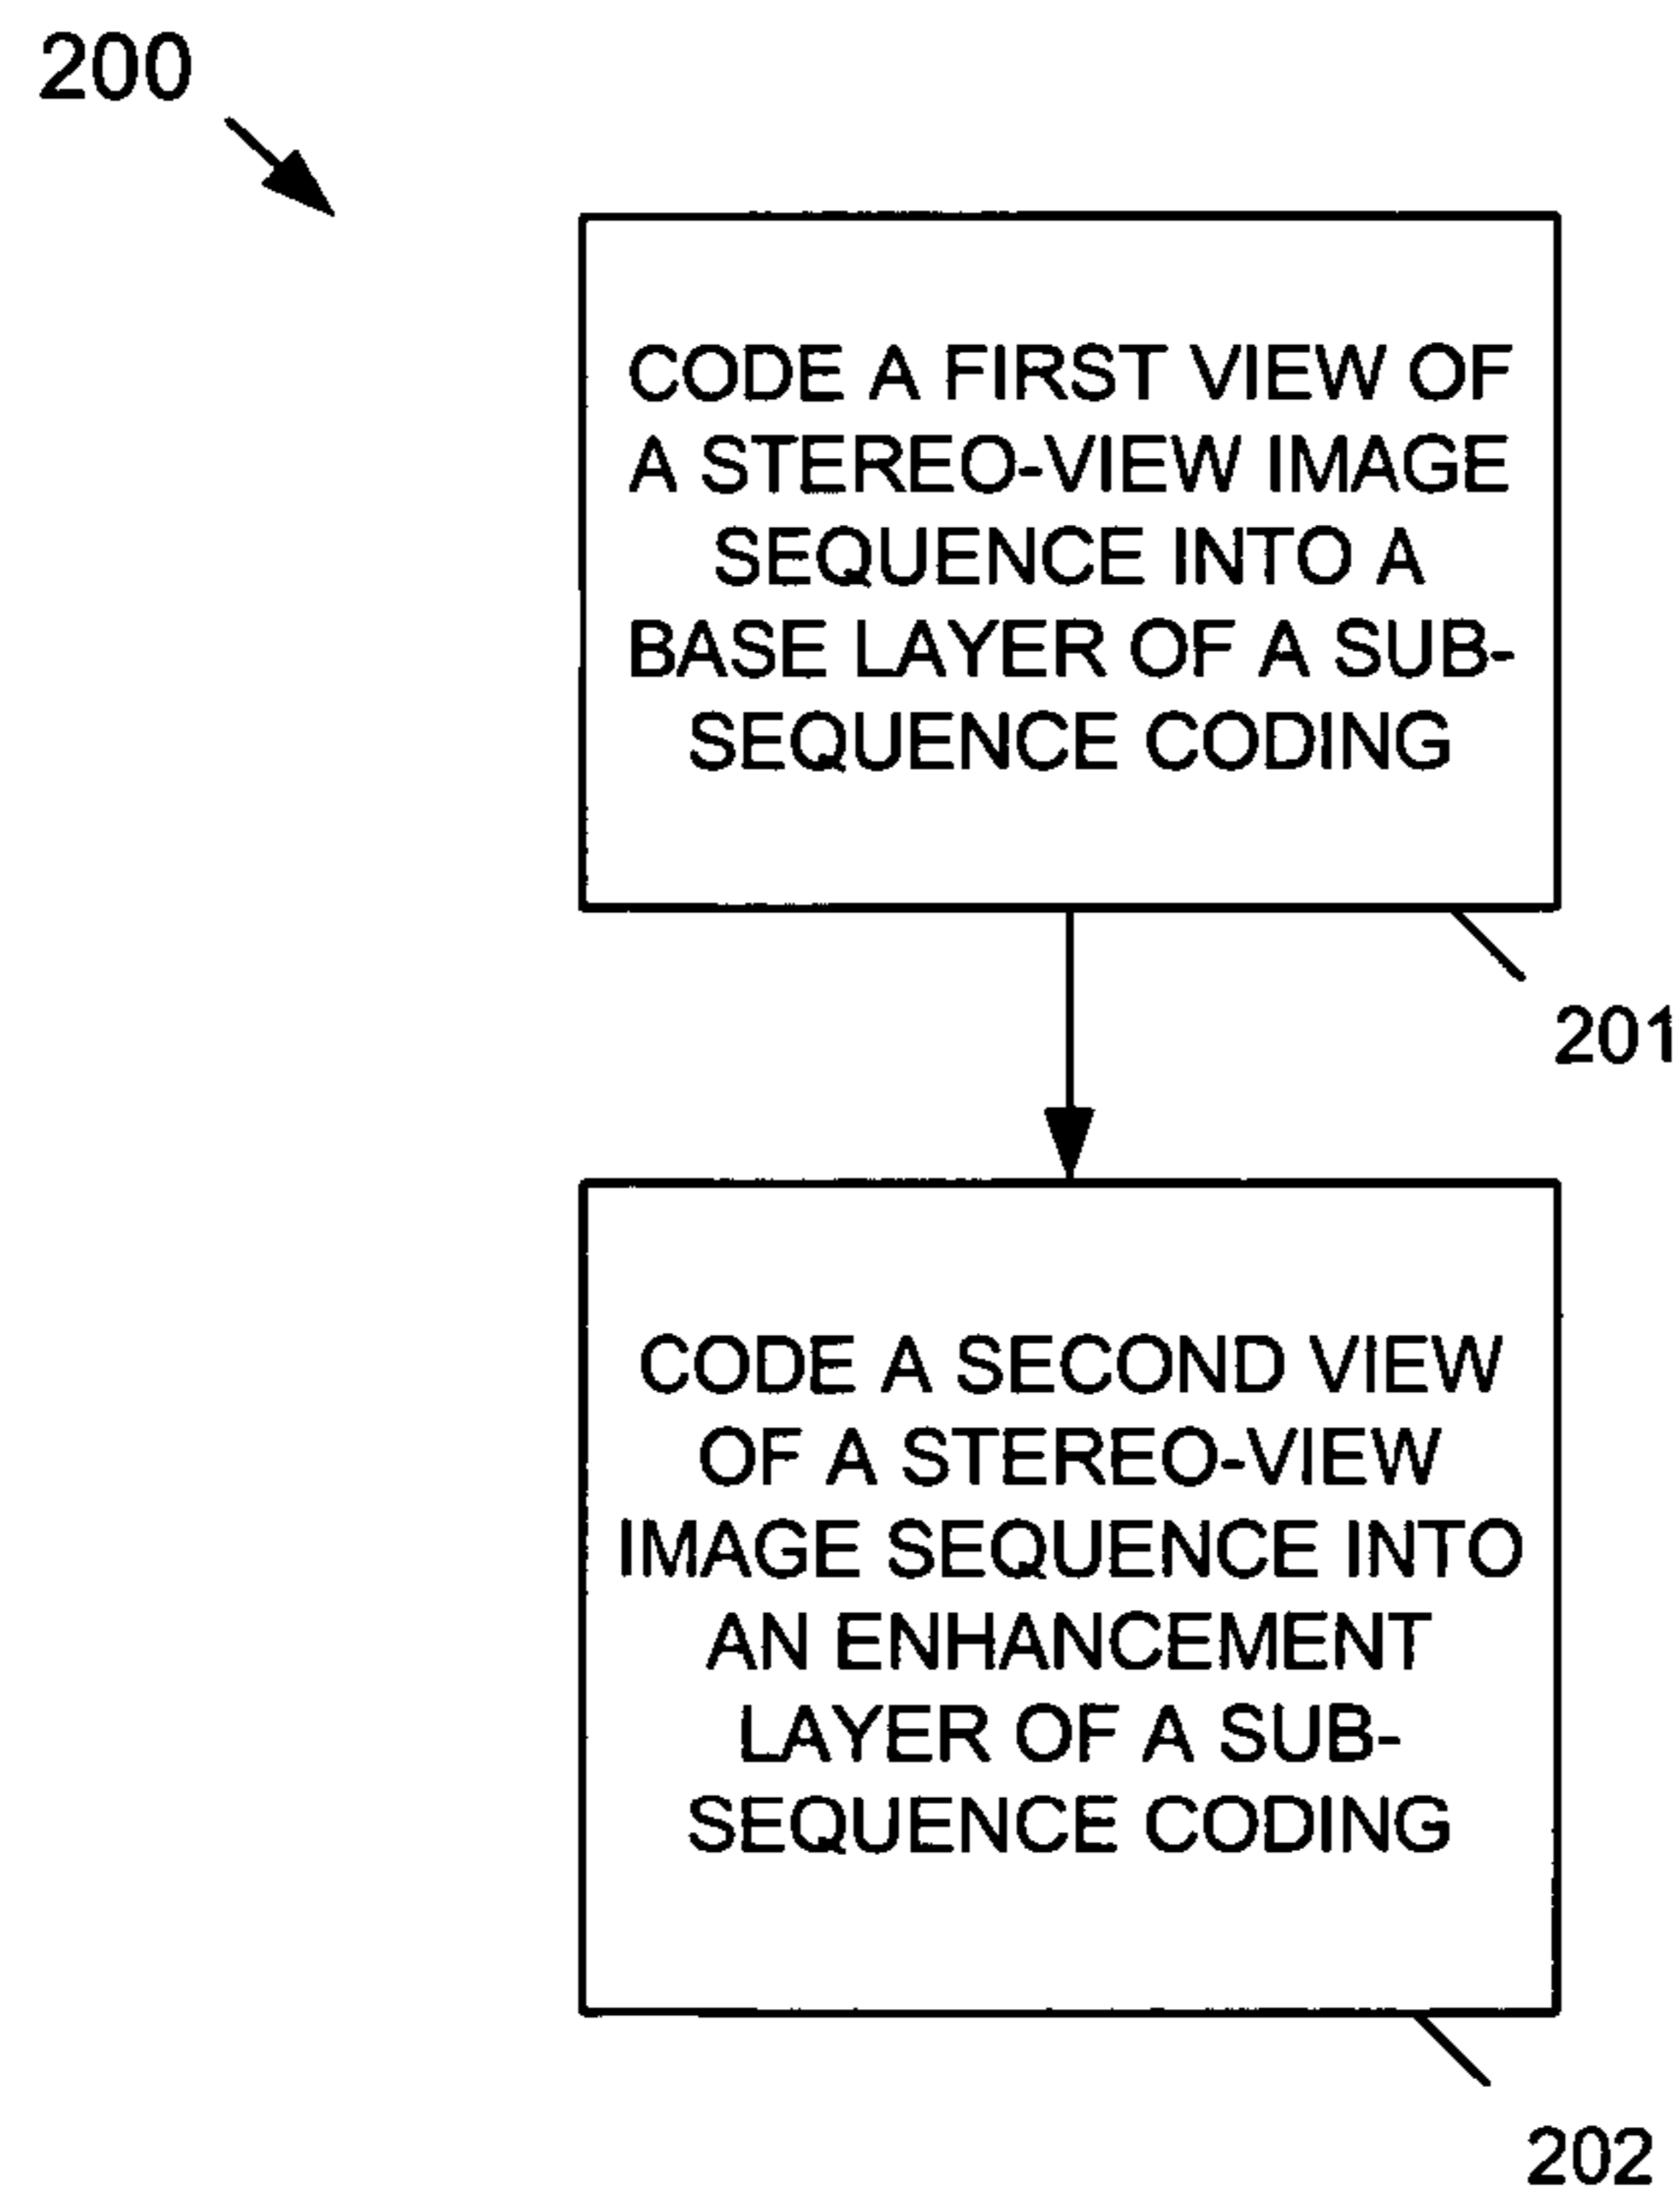 200
CODE A FIRST VIEW OF
A STEREO-VIEW IMAGE
SEQUENCE INTO A
BASE LAYER OF A SUB-
SEQUENCE CODING
201
CODE A SECOND VIEW
OF A STEREO-VIEW
IMAGE SEQUENCE INTO
AN ENHANCEMENT
LAYER OF A SUB-
SEQUENCE CODING
202